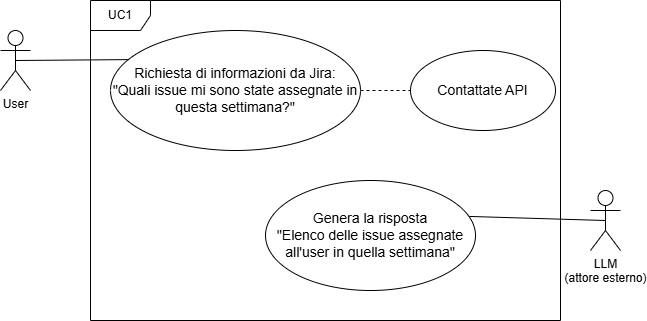 UC1
Richiesta di informazioni da Jira:
"Quali issue mi sono state assegnate in
questa settimana?"
Contattate API
User
Genera la risposta
"Elenco delle issue assegnate
all'user in quella settimana"
LLM
(attore esterno)